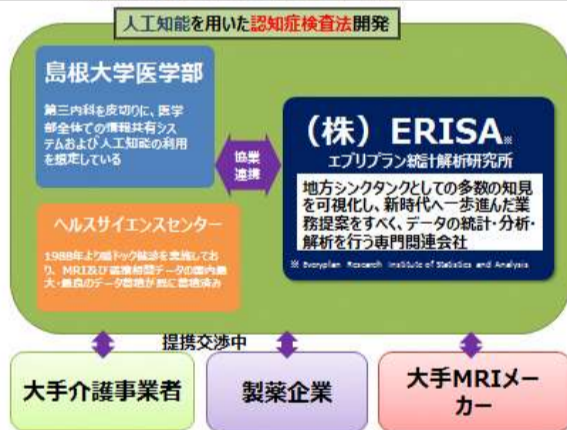 人工知能を用いた認知症検査法開発
島根大学医学部
第三内科を皮切りに、医学
部全体での情報共有シス
テムおよび人工知能の利用
を想定している
協業
連携
(株)ERISA※
エブリプラン統計解析研究所
地方シンクタンクとしての多数の知見
を可視化し、新時代へ一歩進んだ業
務提案をすべく、データの統計・分析・
解析を行う専門関連会社
※ Everyplan Research Institute of Statistics and Analysis
ヘルスサイエンスセンター
1988年より脳ドック検診を実施してお
り、MRI及び データの国内最
大・最良のデータ蓄積が既に蓄積済み
提携交渉中
大手介護事業者
製薬企業
大手MRIメー
カー